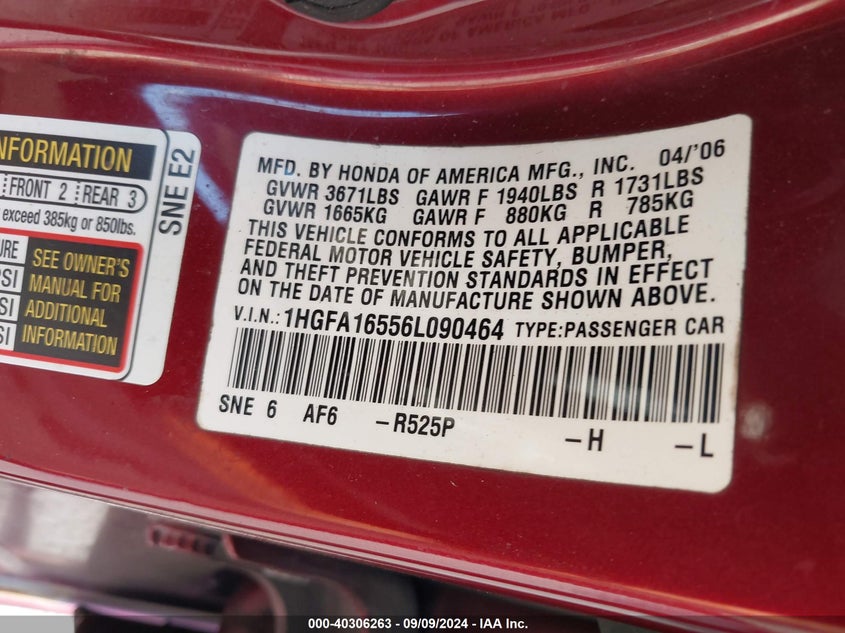 NFORMATION
FRONT 2 REAR 3
exceed 385kg or 850lbs.
SEE OWNER'S
MANUAL FOR
ADDITIONAL
INFORMATION
SNE E2
MFD. BY HONDA OF AMERICA MFG., INC. 04/'06
GVWR 3671LBS GAWR F 1940LBS R 1731LBS
GVWR 1665KG GAWR F 880KG R 785KG
THIS VEHICLE CONFORMS TO ALL APPLICABLE
FEDERAL MOTOR VEHICLE SAFETY, BUMPER,
AND THEFT PREVENTION STANDARDS IN EFFECT
ON THE DATE OF MANUFACTURE SHOWN ABOVE.
V.I.N.: 1HGFA16556L090464 TYPE:PASSENGER CAR
SNE 6 AF6 -R525P -H -L
000-40306263 - 09/09/2024 - IAA Inc.